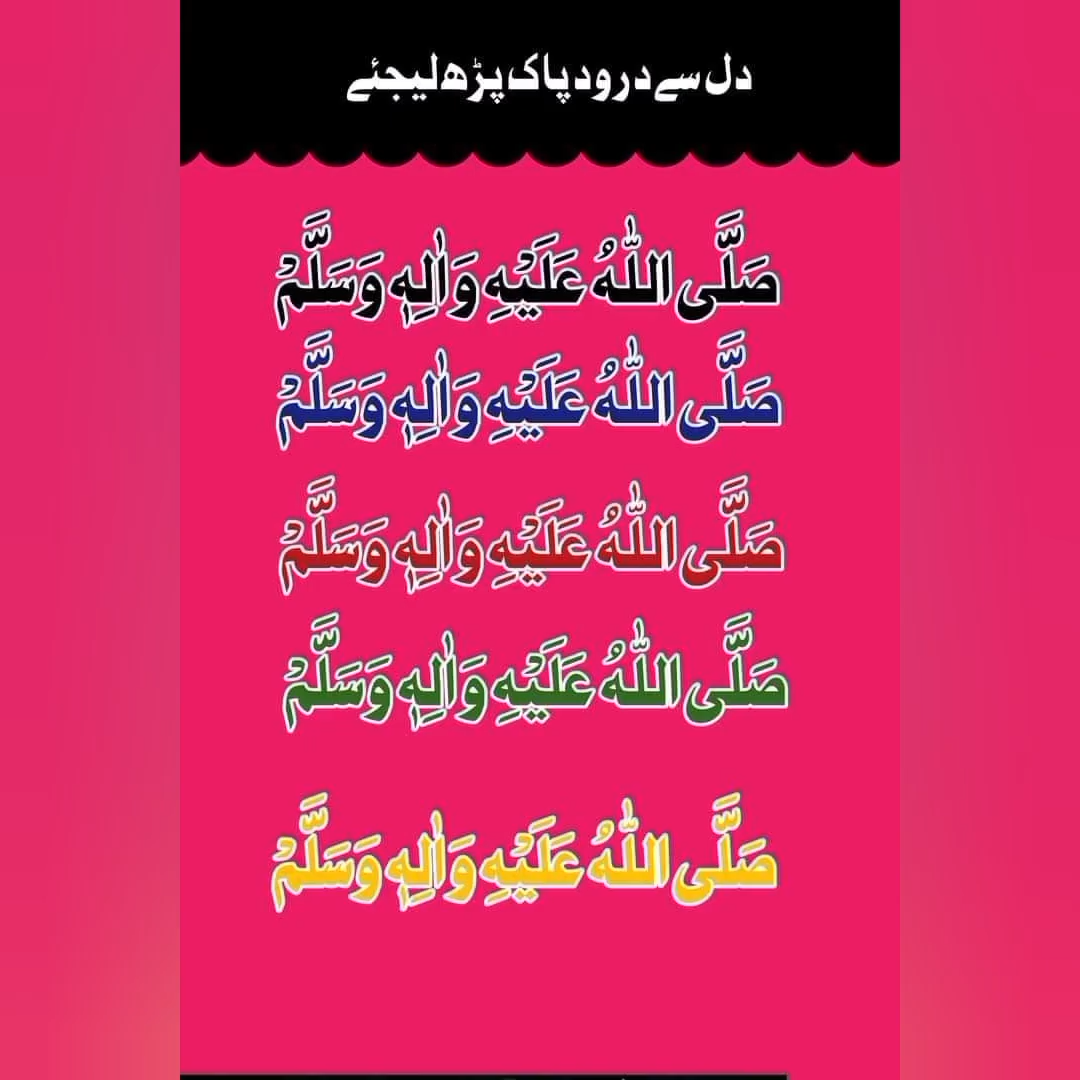 دل سے درود پاک پڑھ لیجئے
صَلَّی اللّٰهُ عَلَیْهِ وَاٰلِهٖ وَسَلَّمْ
صَلَّی اللّٰهُ عَلَیْهِ وَاٰلِهٖ وَسَلَّمْ
صَلَّی اللّٰهُ عَلَیْهِ وَاٰلِهٖ وَسَلَّمْ
صَلَّی اللّٰهُ عَلَیْهِ وَاٰلِهٖ وَسَلَّمْ
صَلَّی اللّٰهُ عَلَیْهِ وَاٰلِهٖ وَسَلَّمْ